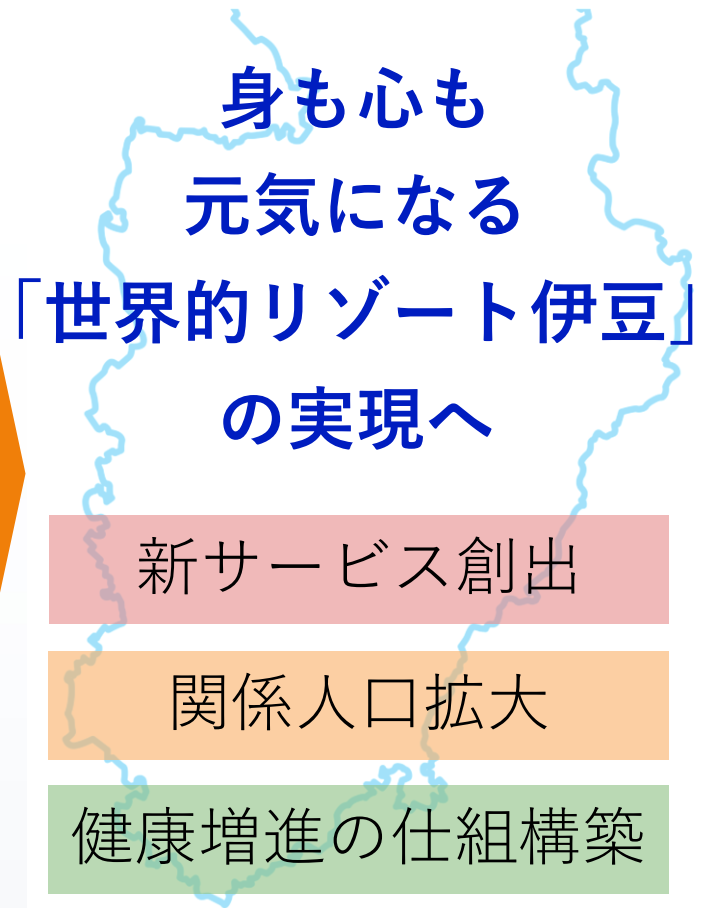 身も心も
元気になる
「世界的リゾート伊豆」
の実現へ
新サービス創出
関係人口拡大
健康増進の仕組構築